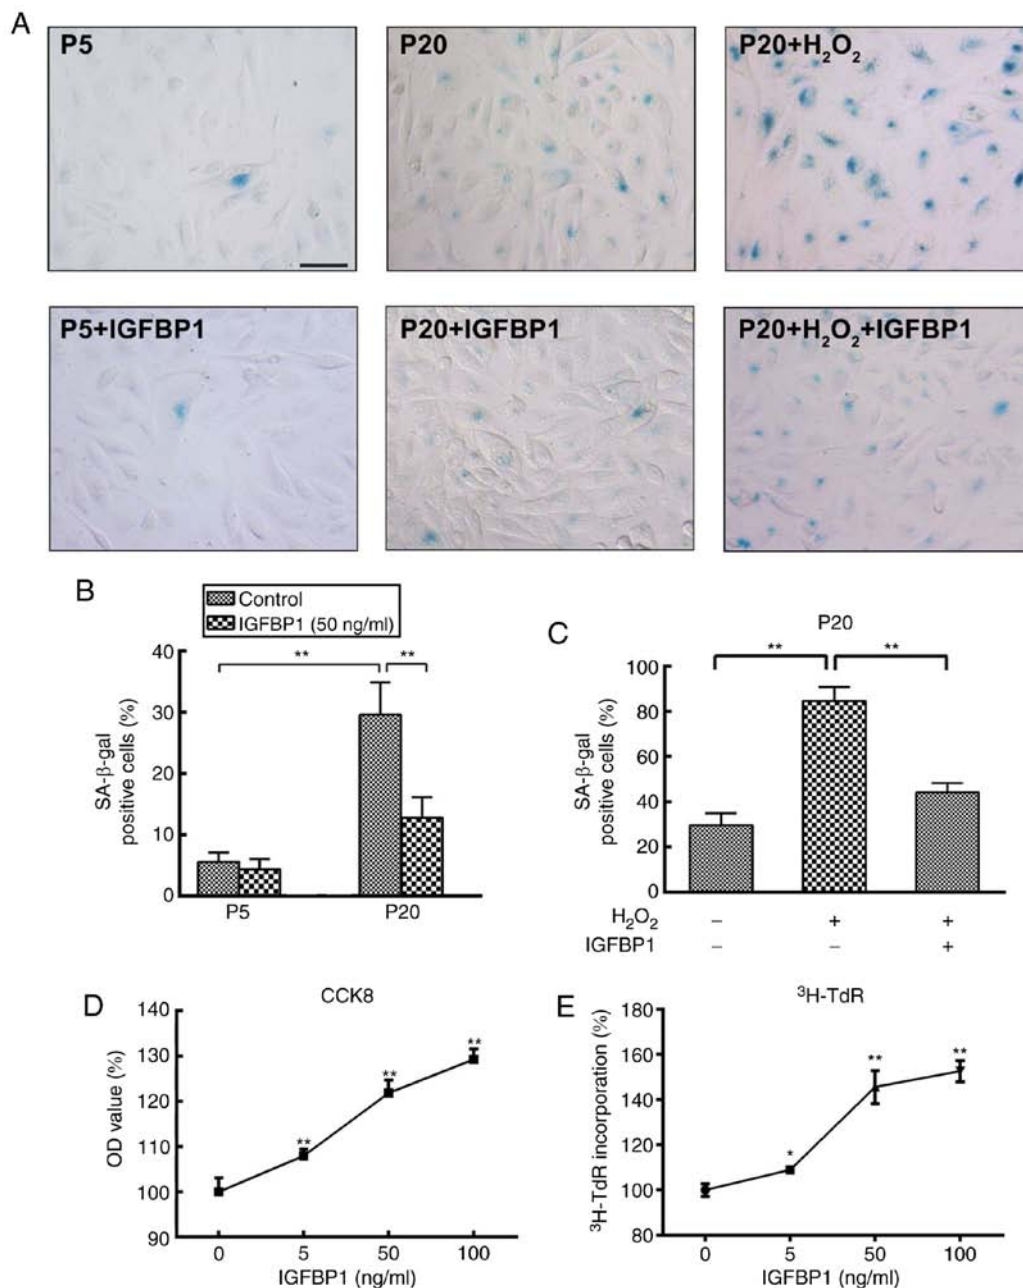 A
P5
P20
P20+H₂O₂
P5+IGFBP1
P20+IGFBP1
P20+H₂O₂+IGFBP1
B
Control
IGFBP1 (50 ng/ml)
SA-β-gal
positive cells (%)
40
30
20
10
0
**
**
P5
P20
C
P20
SA-β-gal
positive cells (%)
100
80
60
40
20
0
**
**
H₂O₂ – + +
IGFBP1 – – +
D
CCK8
OD value (%)
140
130
120
110
100
90
**
**
**
0 5 50 100
IGFBP1 (ng/ml)
E
³H-TdR
³H-TdR incorporation (%)
180
160
140
120
100
80
*
**
**
0 5 50 100
IGFBP1 (ng/ml)